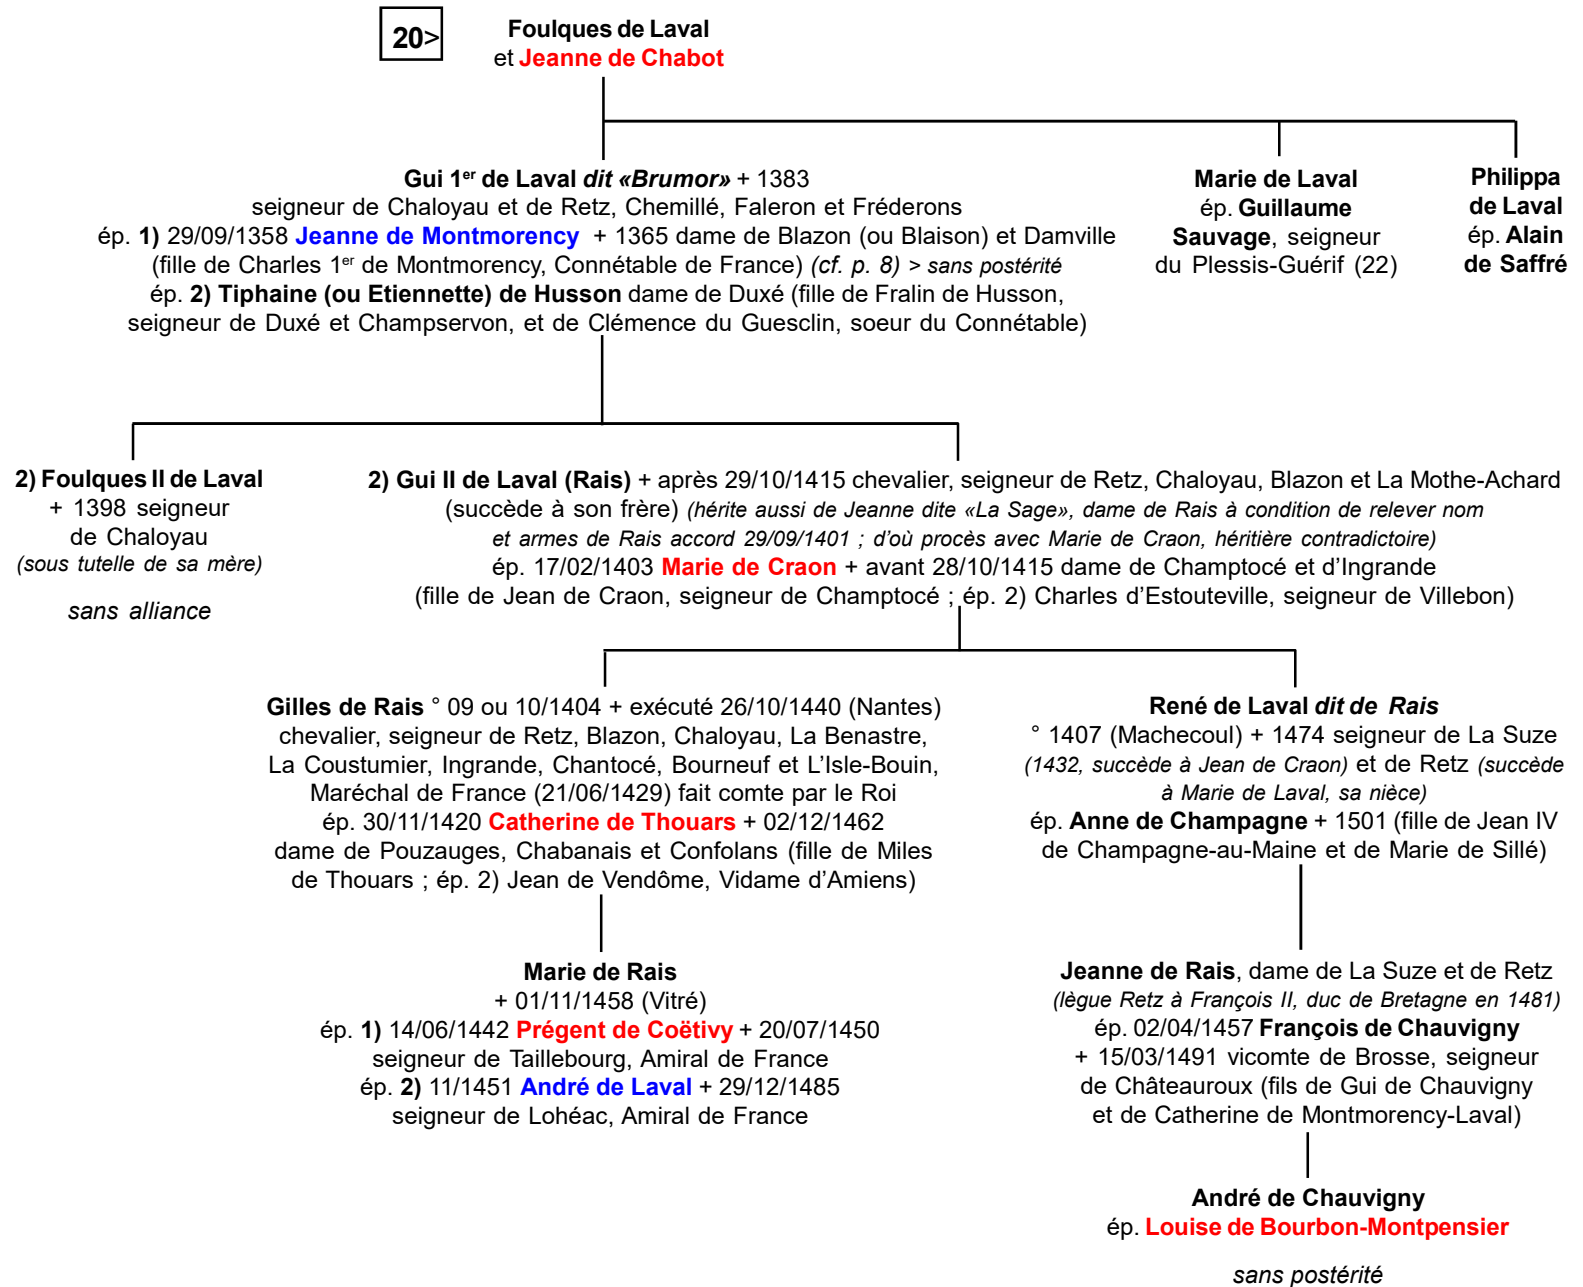 20>
Foulques de Laval
et Jeanne de Chabot
Gui 1er de Laval dit «Brumor» + 1383
seigneur de Chaloyau et de Retz, Chemillé, Faleron et Fréderons
ép. 1) 29/09/1358 Jeanne de Montmorency + 1365 dame de Blazon (ou Blaison) et Damville
(fille de Charles 1er de Montmorency, Connétable de France) (cf. p. 8) > sans postérité
ép. 2) Tiphaine (ou Etiennette) de Husson dame de Duxé (fille de Fralin de Husson,
seigneur de Duxé et Champservon, et de Clémence du Guesclin, soeur du Connétable)
Marie de Laval
ép. Guillaume
Sauvage, seigneur
du Plessis-Guérif (22)
Philippa
de Laval
ép. Alain
de Saffré
2) Foulques II de Laval
+ 1398 seigneur
de Chaloyau
(sous tutelle de sa mère)
sans alliance
2) Gui II de Laval (Rais) + après 29/10/1415 chevalier, seigneur de Retz, Chaloyau, Blazon et La Mothe-Achard
(succède à son frère) (hérite aussi de Jeanne dite «La Sage», dame de Rais à condition de relever nom
et armes de Rais accord 29/09/1401 ; d'où procès avec Marie de Craon, héritière contradictoire)
ép. 17/02/1403 Marie de Craon + avant 28/10/1415 dame de Champtocé et d'Ingrande
(fille de Jean de Craon, seigneur de Champtocé ; ép. 2) Charles d'Estouteville, seigneur de Villebon)
Gilles de Rais ° 09 ou 10/1404 + exécuté 26/10/1440 (Nantes)
chevalier, seigneur de Retz, Blazon, Chaloyau, La Benastre,
La Coustumier, Ingrande, Chantocé, Bourneuf et L'Isle-Bouin,
Maréchal de France (21/06/1429) fait comte par le Roi
ép. 30/11/1420 Catherine de Thouars + 02/12/1462
dame de Pouzauges, Chabanais et Confolans (fille de Miles
de Thouars ; ép. 2) Jean de Vendôme, Vidame d'Amiens)
René de Laval dit de Rais
° 1407 (Machecoul) + 1474 seigneur de La Suze
(1432, succède à Jean de Craon) et de Retz (succède
à Marie de Laval, sa nièce)
ép. Anne de Champagne + 1501 (fille de Jean IV
de Champagne-au-Maine et de Marie de Sillé)
Marie de Rais
+ 01/11/1458 (Vitré)
ép. 1) 14/06/1442 Prégent de Coëtivy + 20/07/1450
seigneur de Taillebourg, Amiral de France
ép. 2) 11/1451 André de Laval + 29/12/1485
seigneur de Lohéac, Amiral de France
Jeanne de Rais, dame de La Suze et de Retz
(lègue Retz à François II, duc de Bretagne en 1481)
ép. 02/04/1457 François de Chauvigny
+ 15/03/1491 vicomte de Brosse, seigneur
de Châteauroux (fils de Gui de Chauvigny
et de Catherine de Montmorency-Laval)
André de Chauvigny
ép. Louise de Bourbon-Montpensier
sans postérité